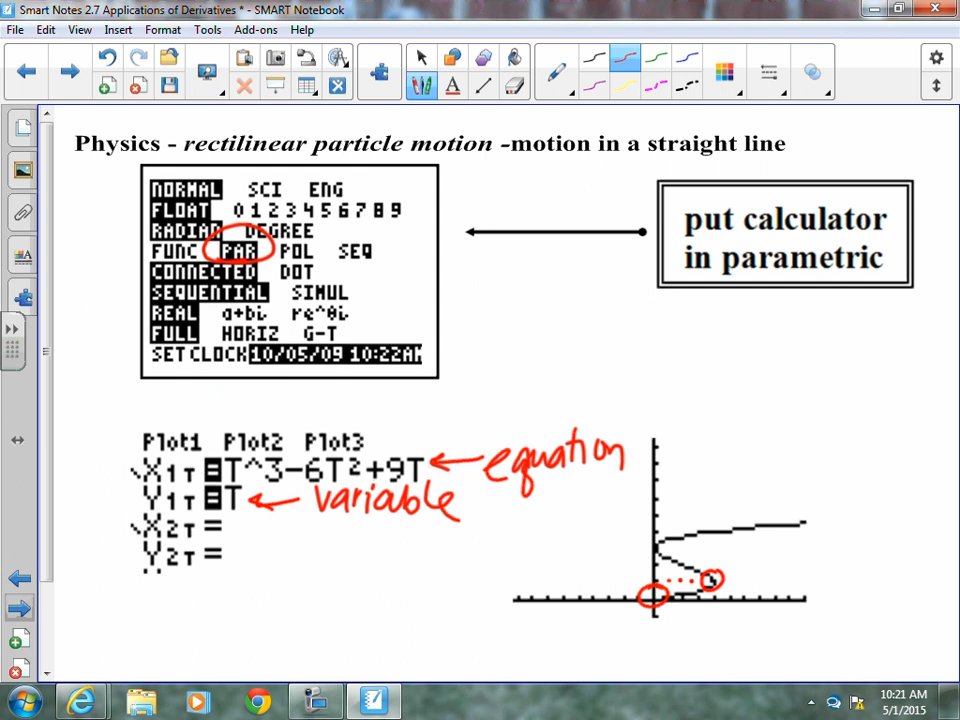 Smart Notes 2.7 Applications of Derivatives * - SMART Notebook
File Edit View Insert Format Tools Add-ons Help
Physics - rectilinear particle motion -motion in a straight line
NORMAL SCI ENG
FLOAT 0 1 2 3 4 5 6 7 8 9
RADIAN DEGREE
FUNC PAR POL SEQ
CONNECTED DOT
SEQUENTIAL SIMUL
REAL a+bi re^θi
FULL HORIZ G-T
SET CLOCK 10/05/09 10:22AM
put calculator
in parametric
Plot1 Plot2 Plot3
X1T=T^3-6T²+9T equation
Y1T=T variable
X2T=
Y2T=
10:21 AM
5/1/2015